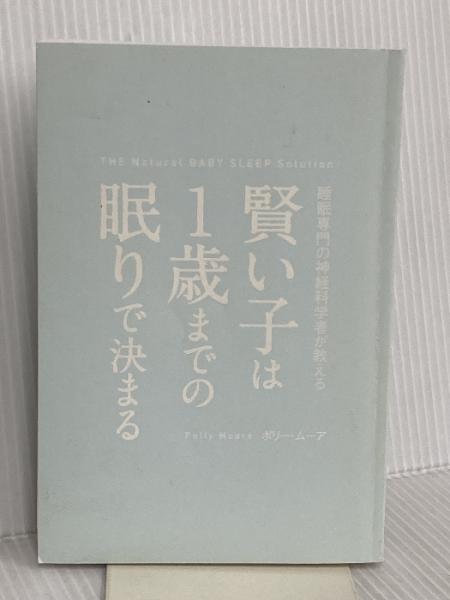 THE Natural BABY SLEEP Solution
睡眠専門の神経科学者が教える
賢い子は
1歳までの
眠りで決まる
Polly Moore ポリー・ムーア